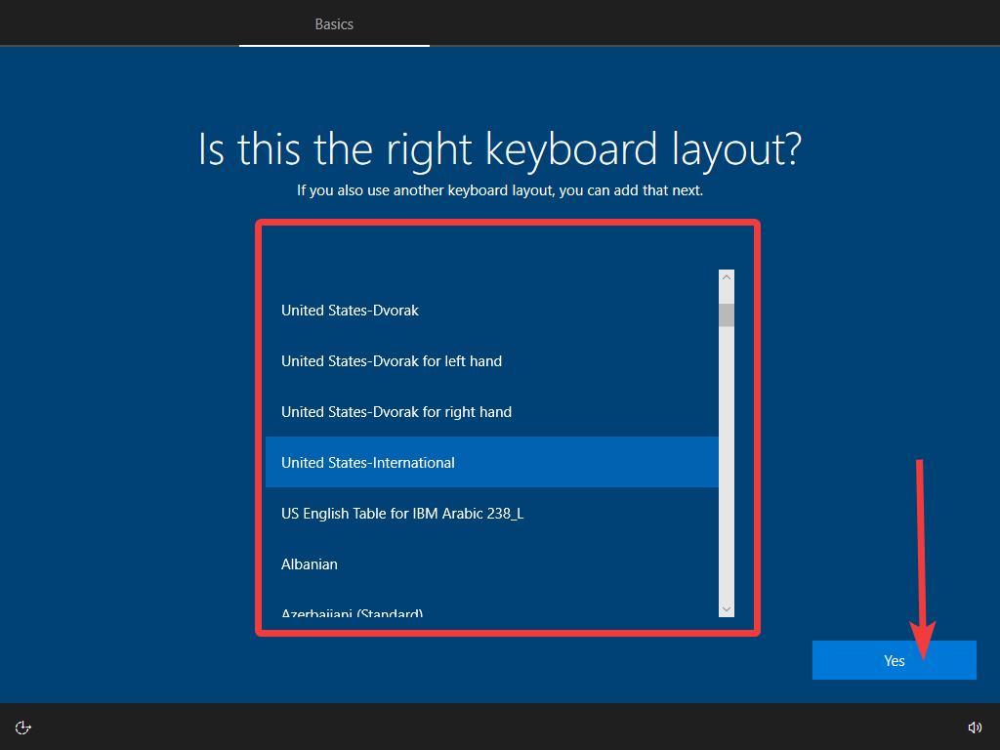 Basics
Is this the right keyboard layout?
If you also use another keyboard layout, you can add that next.
United States-Dvorak
United States-Dvorak for left hand
United States-Dvorak for right hand
United States-International
US English Table for IBM Arabic 238_L
Albanian
Azerbaijani (Standard)
Yes